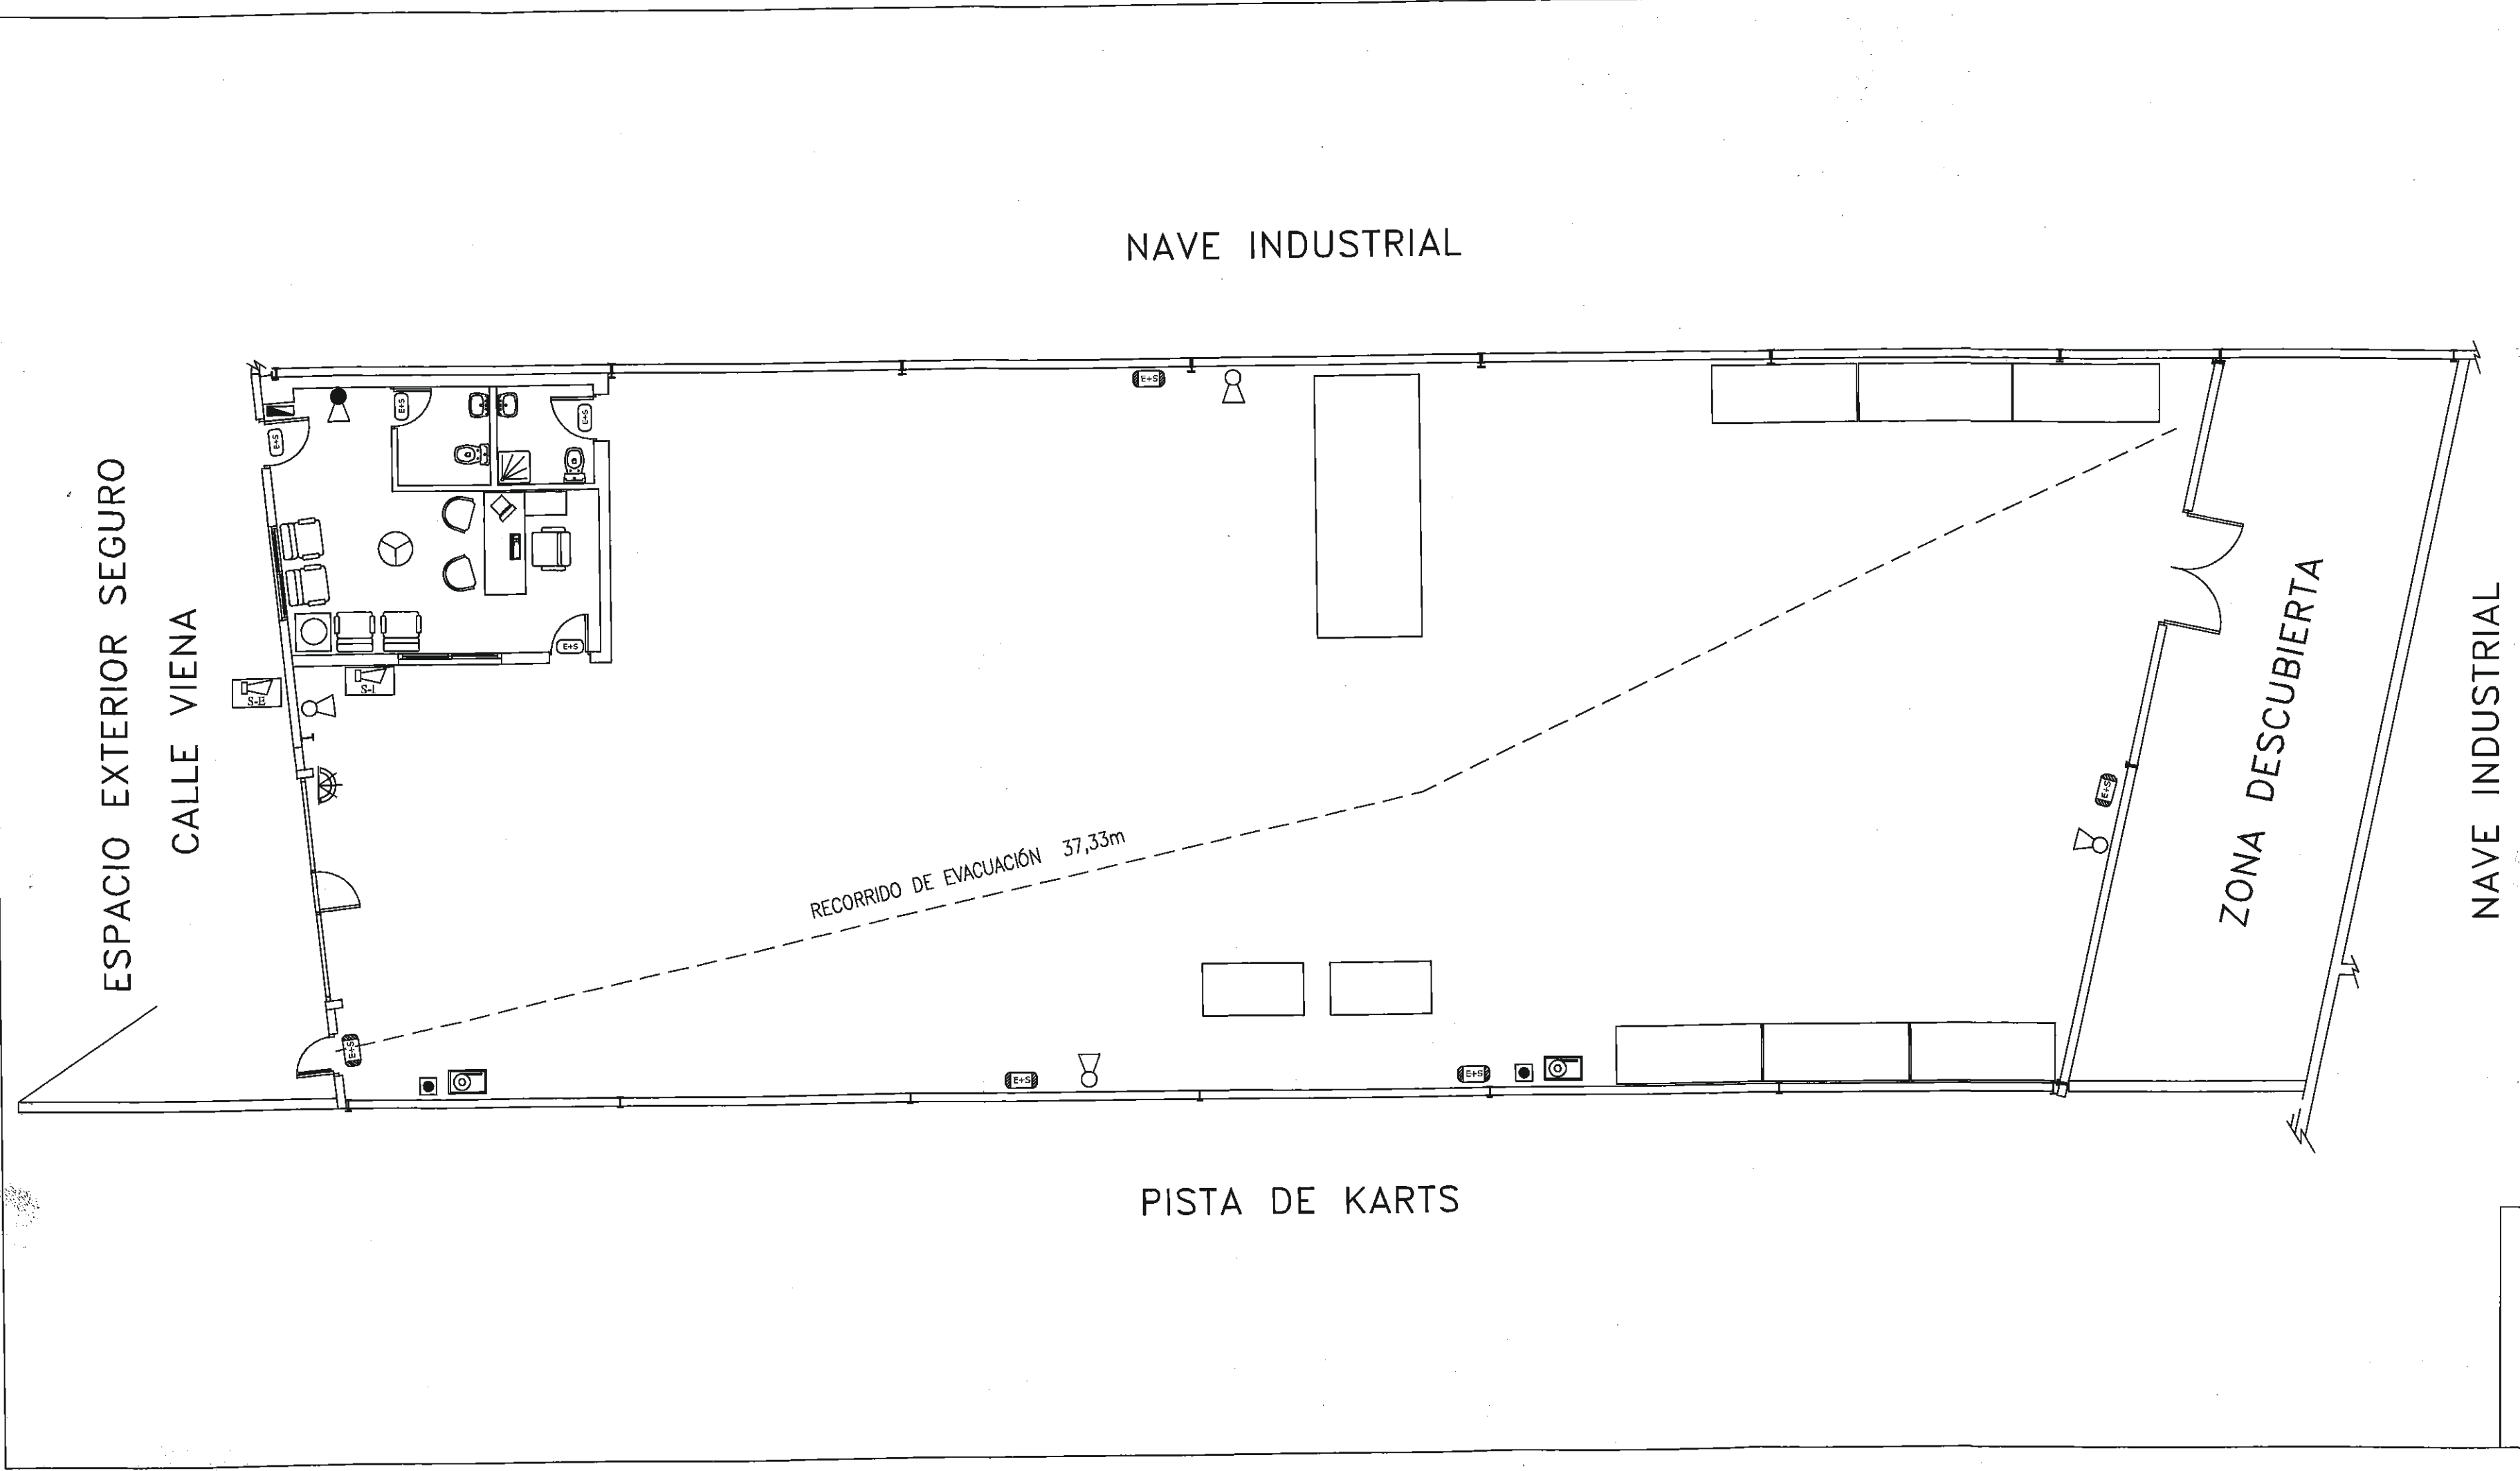 NAVE INDUSTRIAL
E+S
E+S
E+S
E+S
ESPACIO EXTERIOR SEGURO
CALLE VIENA
E+S
S-E
S-I
ZONA DESCUBIERTA
NAVE INDUSTRIAL
E+S
RECORRIDO DE EVACUACIÓN 37,33m
E+S
E+S
E+S
PISTA DE KARTS